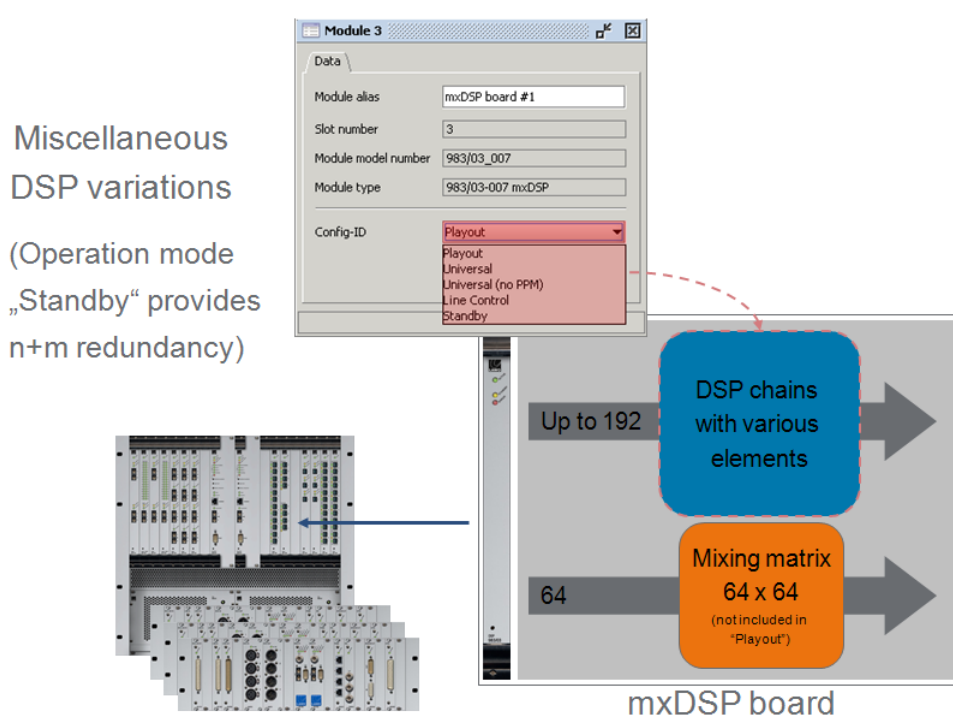 Module 3
Data
Module alias
mxDSP board #1
Slot number
3
Module model number
983/03_007
Module type
983/03-007 mxDSP
Config-ID
Playout
Playout
Universal
Universal (no PPM)
Line Control
Standby
Miscellaneous
DSP variations
(Operation mode
„Standby“ provides
n+m redundancy)
Up to 192
DSP chains
with various
elements
64
Mixing matrix
64 x 64
(not included in
“Playout”)
mxDSP board